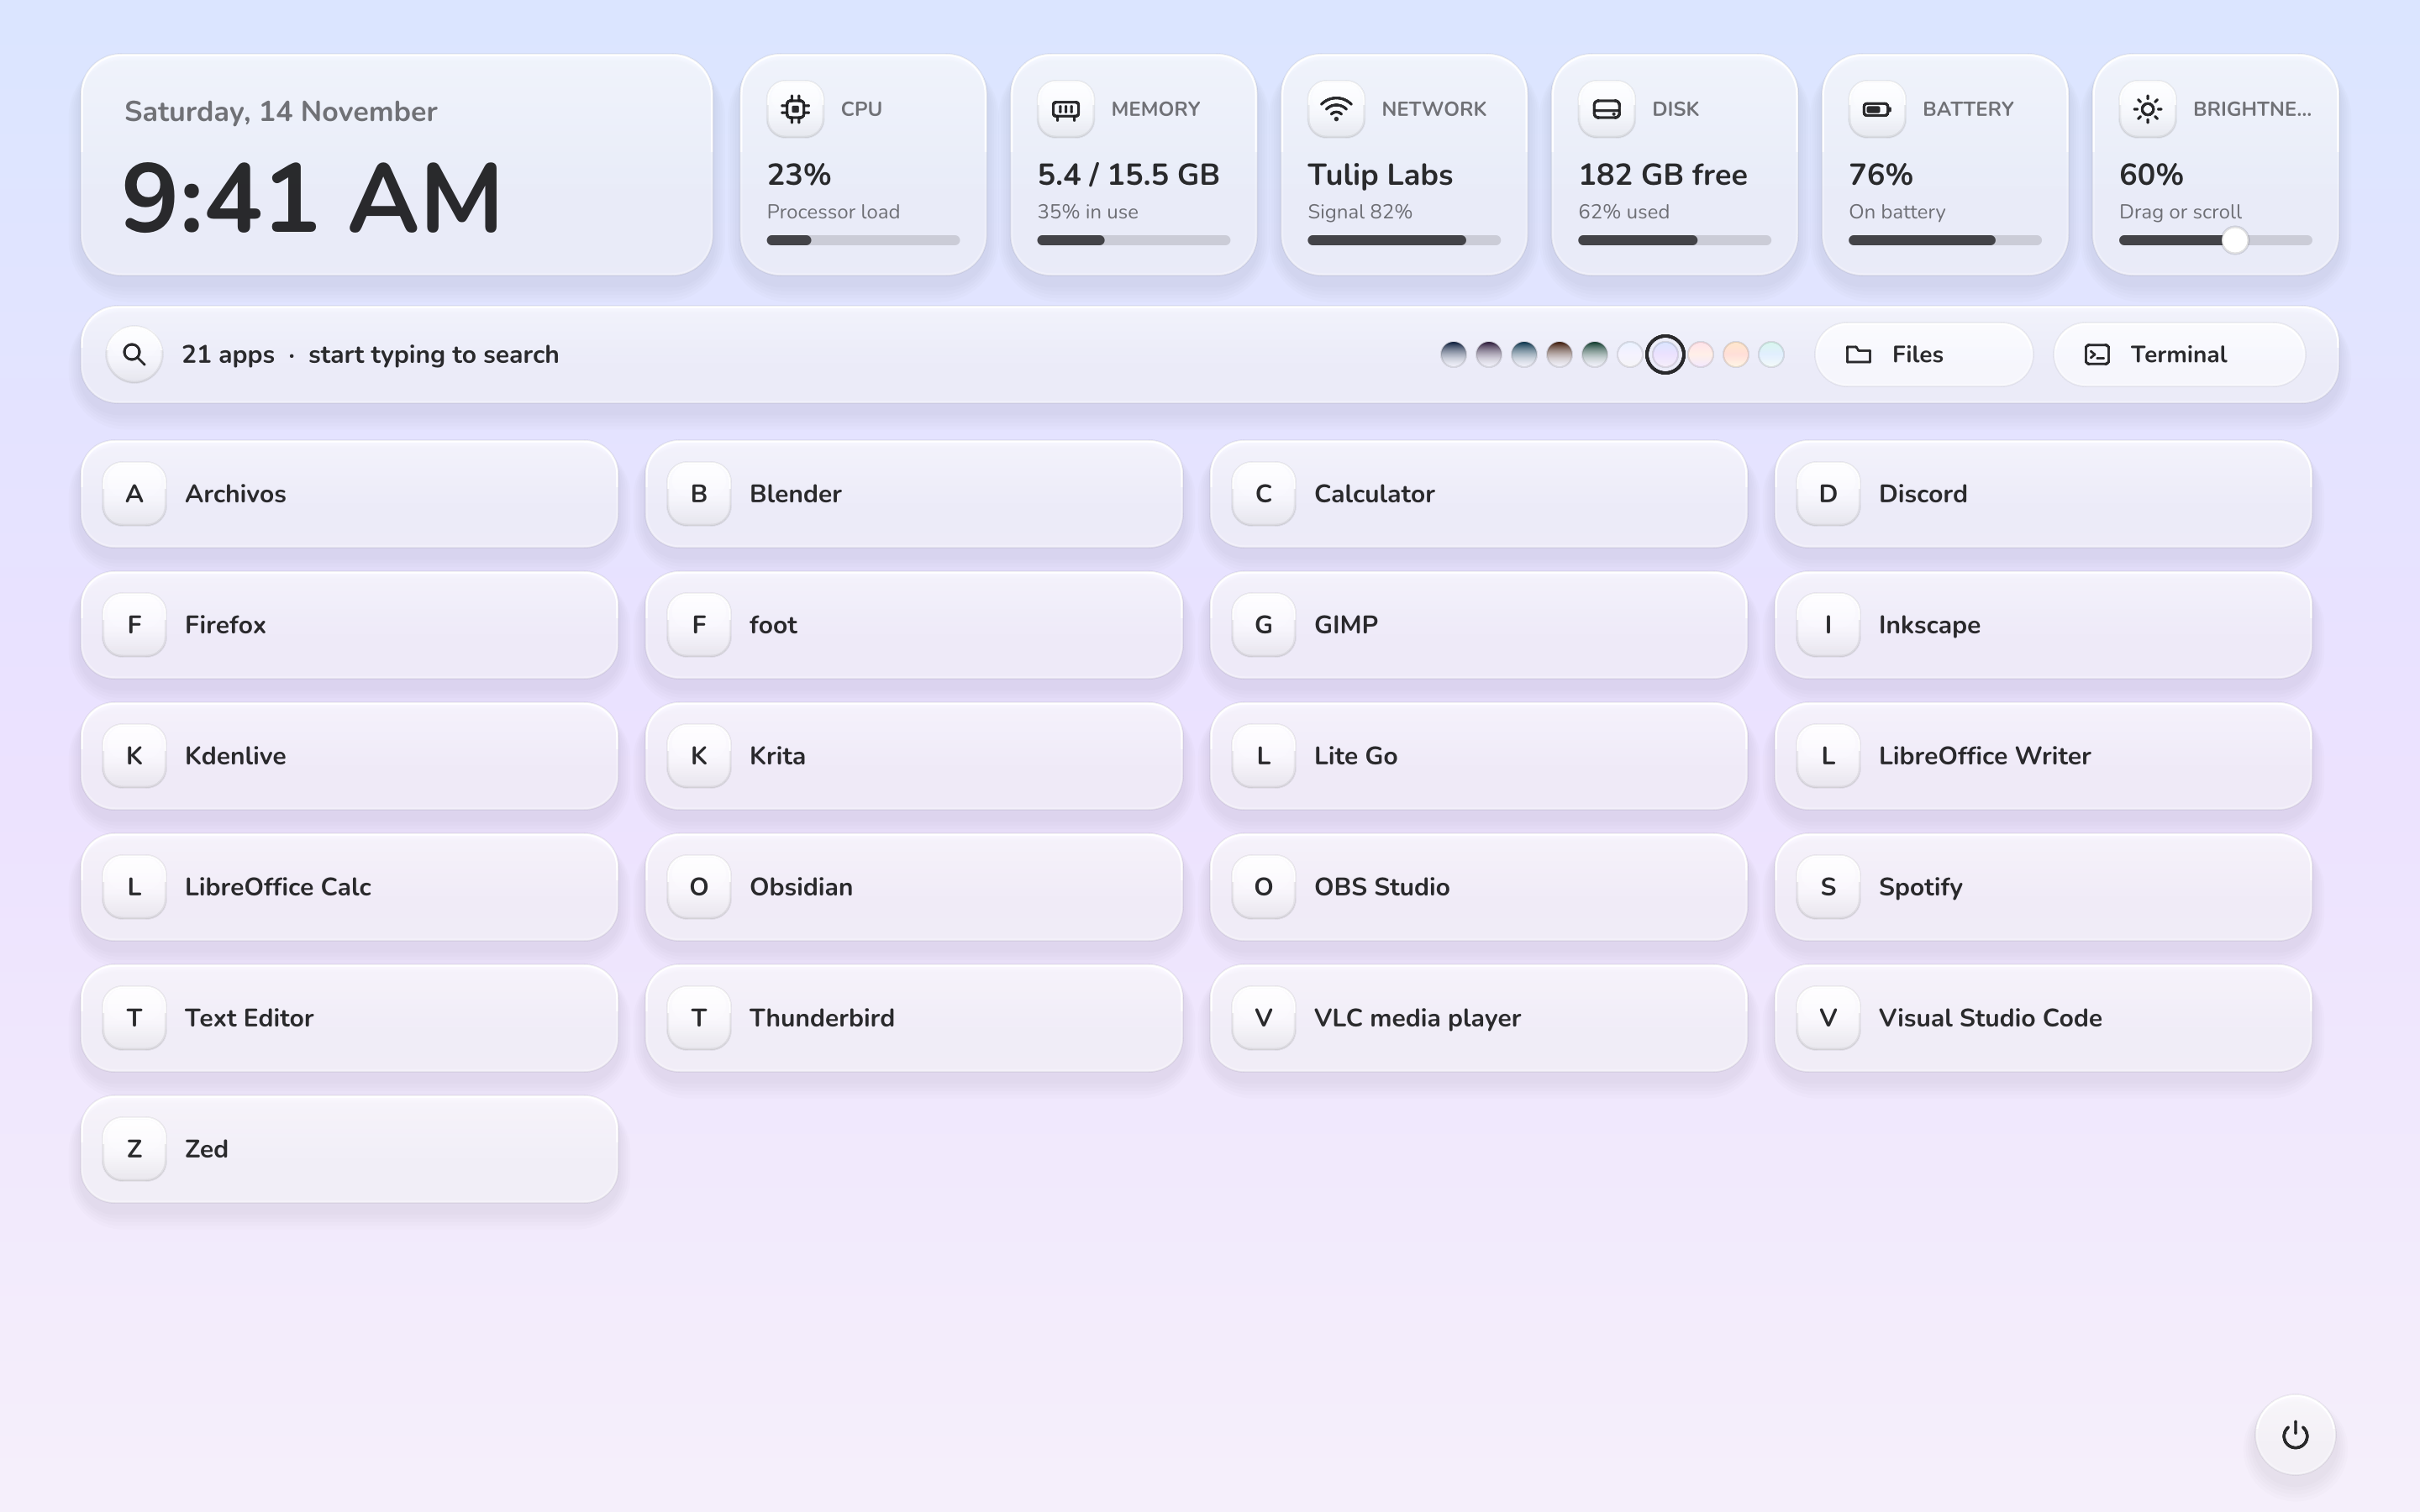 Saturday, 14 November
9:41 AM
CPU
23%
Processor load
MEMORY
5.4 / 15.5 GB
35% in use
NETWORK
Tulip Labs
Signal 82%
DISK
182 GB free
62% used
BATTERY
76%
On battery
BRIGHTNE...
60%
Drag or scroll
21 apps · start typing to search
Files
Terminal
A Archivos
B Blender
C Calculator
D Discord
F Firefox
F foot
G GIMP
I Inkscape
K Kdenlive
K Krita
L Lite Go
L LibreOffice Writer
L LibreOffice Calc
O Obsidian
O OBS Studio
S Spotify
T Text Editor
T Thunderbird
V VLC media player
V Visual Studio Code
Z Zed